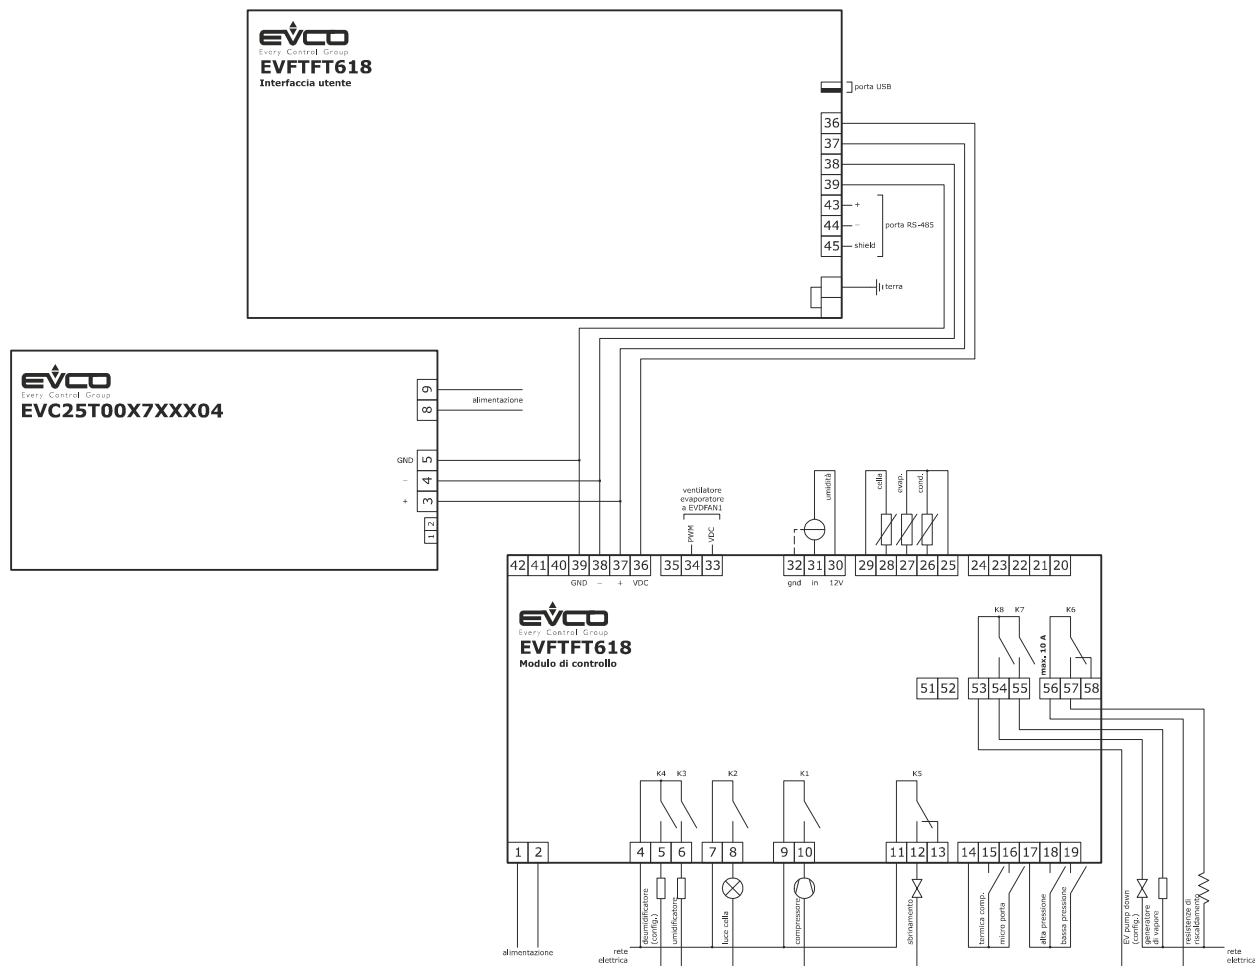 EVCO
Every Control Group
EVFTFT618
Interfaccia utente
porta USB
36
37
38
39
43 +
44 −
45 shield
porta RS-485
terra
EVCO
Every Control Group
EVC25T00X7XXX04
9
8
alimentazione
GND 5
− 4
+ 3
2
1
ventilatore
evaporatore
a EVDFAN1
PWM
VDC
umidità
cella
evap.
cond.
42 41 40 39 38 37 36 35 34 33 32 31 30 29 28 27 26 25 24 23 22 21 20
GND − + VDC gnd in 12V
EVCO
Every Control Group
EVFTFT618
Modulo di controllo
K8 K7 K6
max. 10 A
51 52 53 54 55 56 57 58
K4 K3 K2 K1 K5
1 2 4 5 6 7 8 9 10 11 12 13 14 15 16 17 18 19
deumidificatore
(config.)
umidificatore
luce cella
compressore
sbrinamento
termica comp.
micro porta
alta pressione
bassa pressione
EV pump down
(config.)
generatore
di vapore
resistenze di
riscaldamento
alimentazione
rete
elettrica
rete
elettrica